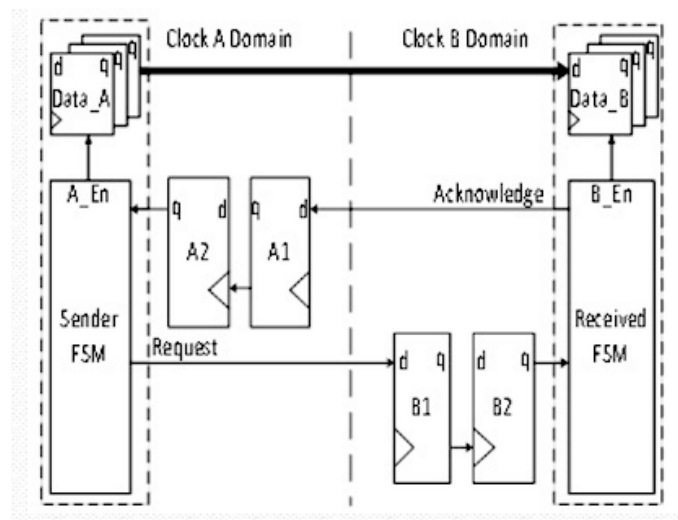 Clock A Domain
Clock B Domain
d q q q
Data_A
d q q q
Data_B
A_En
Acknowledge
B_En
q d
q d
A2
A1
Sender
FSM
Received
FSM
Request
d q
d q
B1
B2